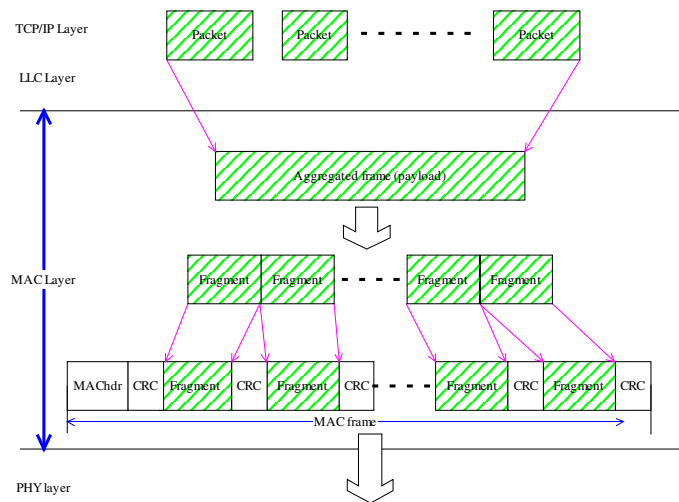 TCP/IP Layer
Packet Packet Packet
LLC Layer
Aggregated frame (payload)
MAC Layer
Fragment Fragment Fragment Fragment
MAChdr CRC Fragment CRC Fragment CRC Fragment CRC Fragment CRC
MAC frame
PHY layer